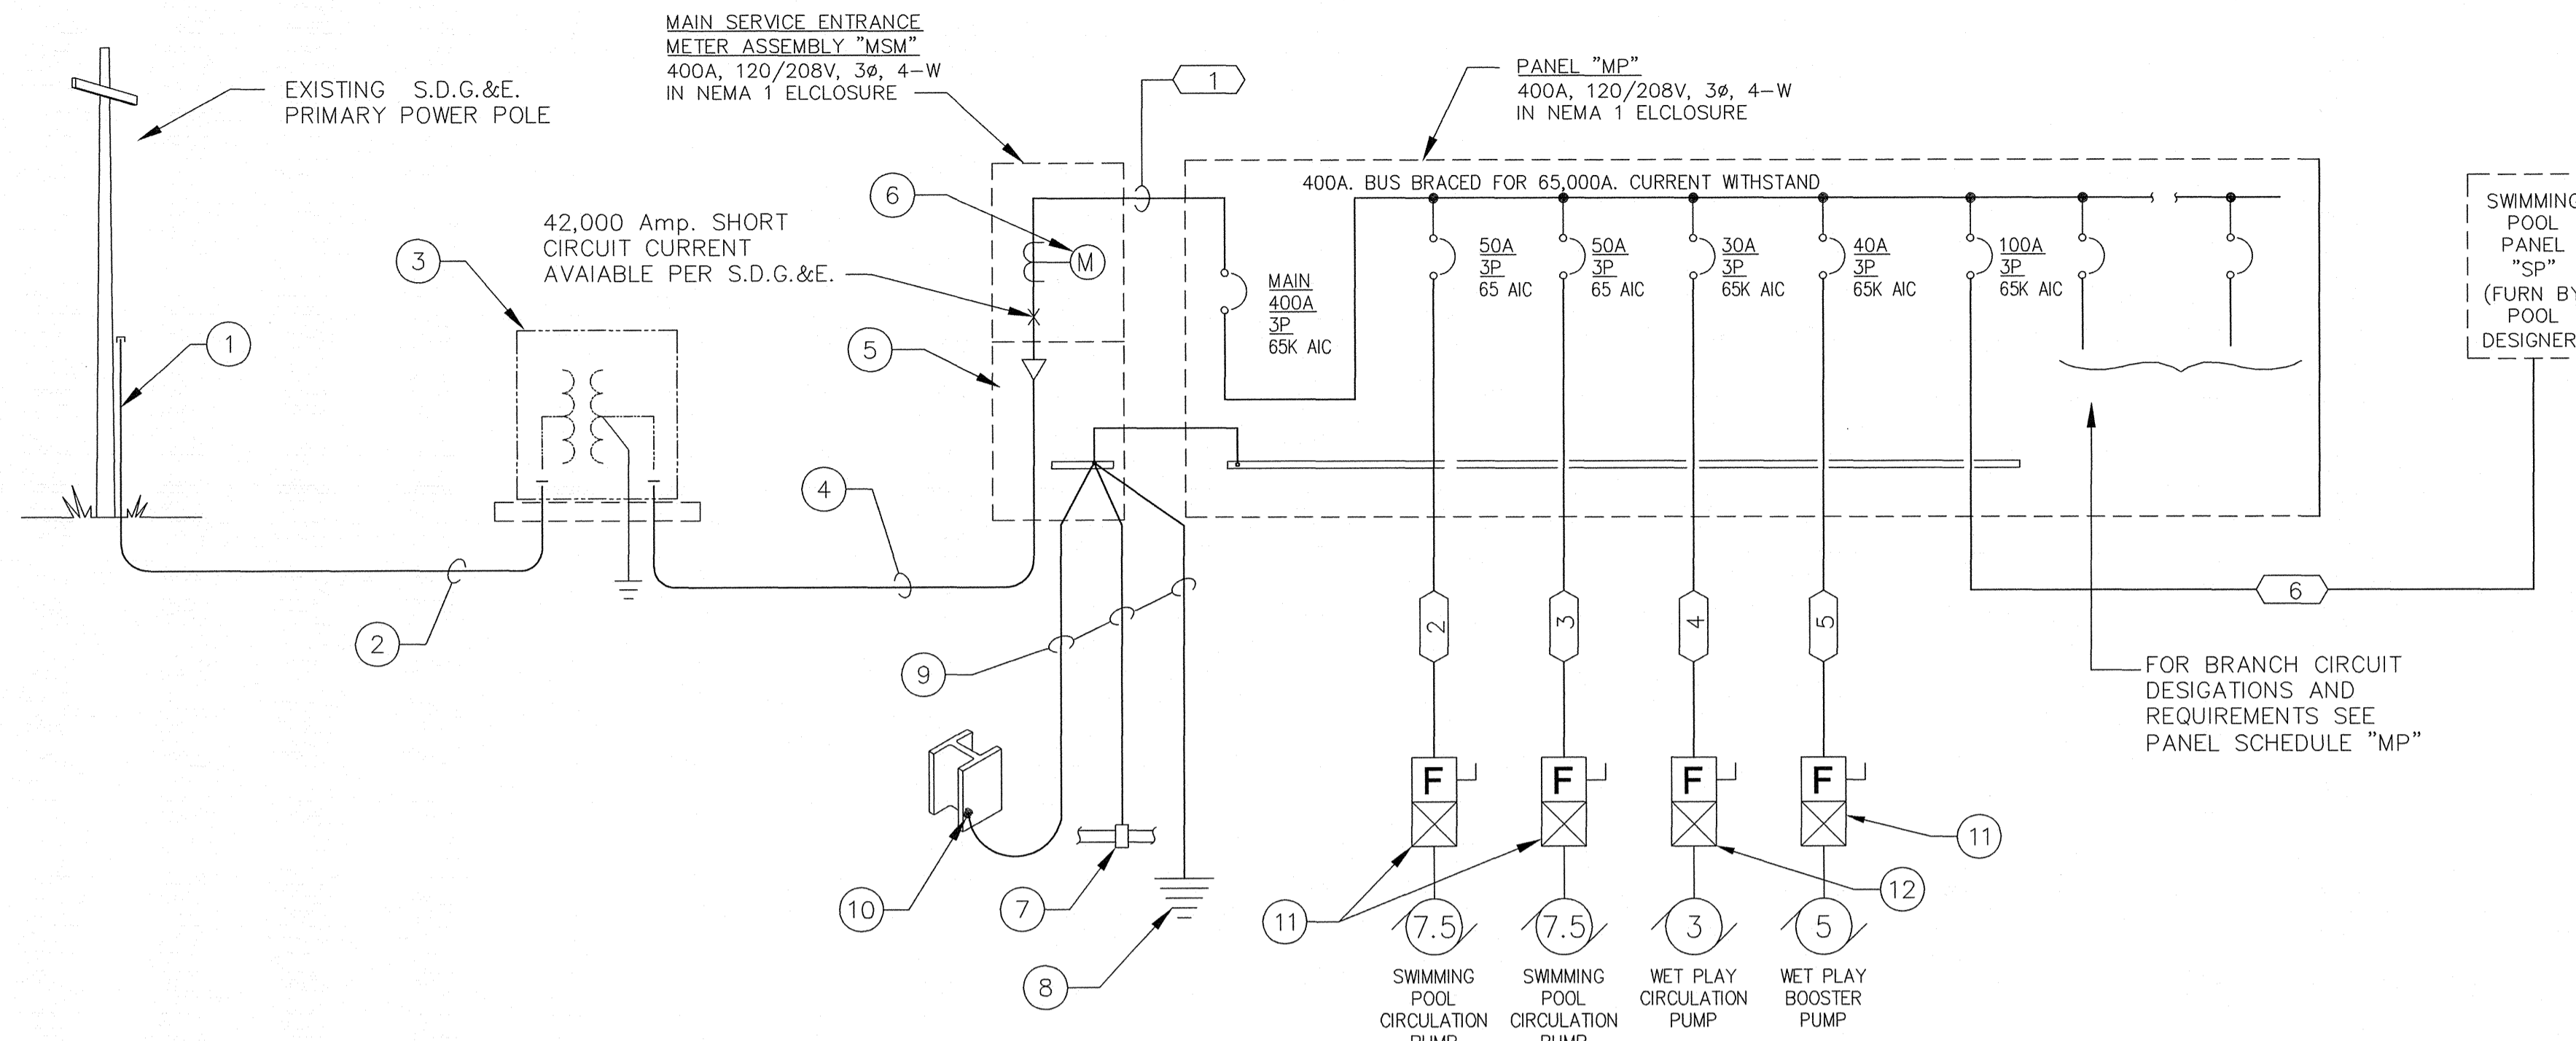 MAIN SERVICE ENTRANCE
METER ASSEMBLY "MSM"
400A, 120/208V, 3ø, 4-W
IN NEMA 1 ELCLOSURE
EXISTING S.D.G.&E.
PRIMARY POWER POLE
1
PANEL "MP"
400A, 120/208V, 3ø, 4-W
IN NEMA 1 ELCLOSURE
400A. BUS BRACED FOR 65,000A. CURRENT WITHSTAND
6
M
42,000 Amp. SHORT
CIRCUIT CURRENT
AVAIABLE PER S.D.G.&E.
3
1
5
MAIN
400A
3P
65K AIC
50A
3P
65 AIC
50A
3P
65 AIC
30A
3P
65K AIC
40A
3P
65K AIC
100A
3P
65K AIC
SWIMMING
POOL
PANEL
"SP"
(FURN BY
POOL
DESIGNER
4
2
9
2
3
4
5
6
FOR BRANCH CIRCUIT
DESIGATIONS AND
REQUIREMENTS SEE
PANEL SCHEDULE "MP"
F
F
F
F
11
12
11
10
7
8
7.5
7.5
3
5
SWIMMING
POOL
CIRCULATION
PUMP
SWIMMING
POOL
CIRCULATION
PUMP
WET PLAY
CIRCULATION
PUMP
WET PLAY
BOOSTER
PUMP